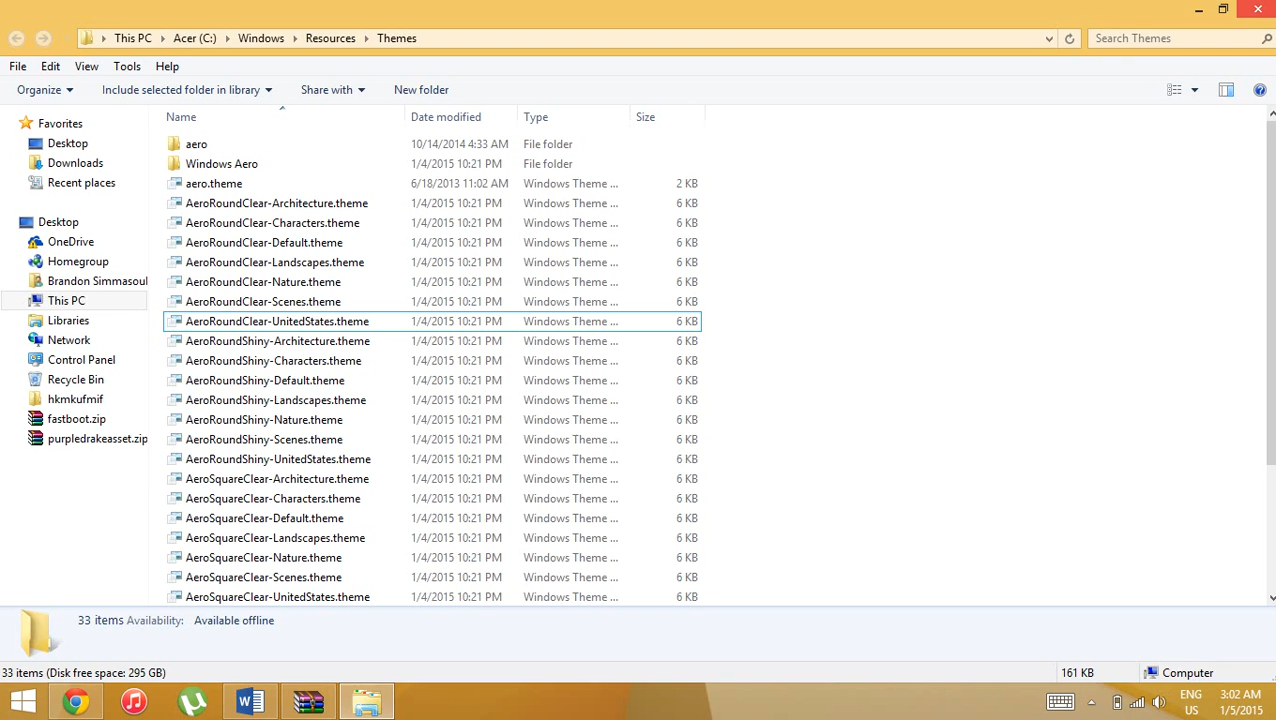 This PC Acer (C:) Windows Resources Themes Search Themes
File Edit View Tools Help
Organize Include selected folder in library Share with New folder
Name Date modified Type Size
Favorites
Desktop
Downloads
Recent places
Desktop
OneDrive
Homegroup
Brandon Simmasoul
This PC
Libraries
Network
Control Panel
Recycle Bin
hkmkufmif
fastboot.zip
purpledrakeasset.zip
aero 10/14/2014 4:33 AM File folder
Windows Aero 1/4/2015 10:21 PM File folder
aero.theme 6/18/2013 11:02 AM Windows Theme ... 2 KB
AeroRoundClear-Architecture.theme 1/4/2015 10:21 PM Windows Theme ... 6 KB
AeroRoundClear-Characters.theme 1/4/2015 10:21 PM Windows Theme ... 6 KB
AeroRoundClear-Default.theme 1/4/2015 10:21 PM Windows Theme ... 6 KB
AeroRoundClear-Landscapes.theme 1/4/2015 10:21 PM Windows Theme ... 6 KB
AeroRoundClear-Nature.theme 1/4/2015 10:21 PM Windows Theme ... 6 KB
AeroRoundClear-Scenes.theme 1/4/2015 10:21 PM Windows Theme ... 6 KB
AeroRoundClear-UnitedStates.theme 1/4/2015 10:21 PM Windows Theme ... 6 KB
AeroRoundShiny-Architecture.theme 1/4/2015 10:21 PM Windows Theme ... 6 KB
AeroRoundShiny-Characters.theme 1/4/2015 10:21 PM Windows Theme ... 6 KB
AeroRoundShiny-Default.theme 1/4/2015 10:21 PM Windows Theme ... 6 KB
AeroRoundShiny-Landscapes.theme 1/4/2015 10:21 PM Windows Theme ... 6 KB
AeroRoundShiny-Nature.theme 1/4/2015 10:21 PM Windows Theme ... 6 KB
AeroRoundShiny-Scenes.theme 1/4/2015 10:21 PM Windows Theme ... 6 KB
AeroRoundShiny-UnitedStates.theme 1/4/2015 10:21 PM Windows Theme ... 6 KB
AeroSquareClear-Architecture.theme 1/4/2015 10:21 PM Windows Theme ... 6 KB
AeroSquareClear-Characters.theme 1/4/2015 10:21 PM Windows Theme ... 6 KB
AeroSquareClear-Default.theme 1/4/2015 10:21 PM Windows Theme ... 6 KB
AeroSquareClear-Landscapes.theme 1/4/2015 10:21 PM Windows Theme ... 6 KB
AeroSquareClear-Nature.theme 1/4/2015 10:21 PM Windows Theme ... 6 KB
AeroSquareClear-Scenes.theme 1/4/2015 10:21 PM Windows Theme ... 6 KB
AeroSquareClear-UnitedStates.theme 1/4/2015 10:21 PM Windows Theme ... 6 KB
33 items Availability: Available offline
33 items (Disk free space: 295 GB) 161 KB Computer
ENG 3:02 AM
US 1/5/2015